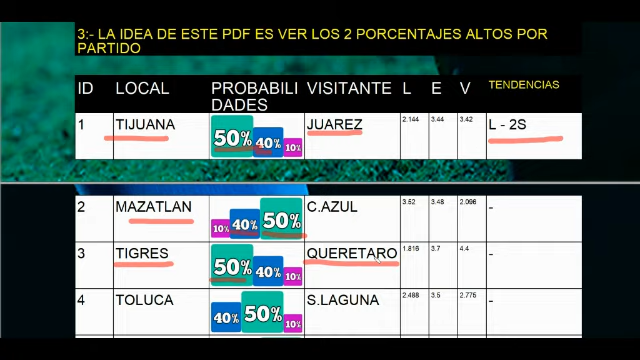 3:- LA IDEA DE ESTE PDF ES VER LOS 2 PORCENTAJES ALTOS POR
PARTIDO
ID LOCAL PROBABILI VISITANTE L E V TENDENCIAS
DADES
1 TIJUANA 50% 40% 10% JUAREZ 2.144 3.44 3.42 L - 2S
2 MAZATLAN 10% 40% 50% C.AZUL 3.52 3.48 2.096 -
3 TIGRES 50% 40% 10% QUERETARO 1.816 3.7 4.4 -
4 TOLUCA 40% 50% 10% S.LAGUNA 2.488 3.5 2.775 -